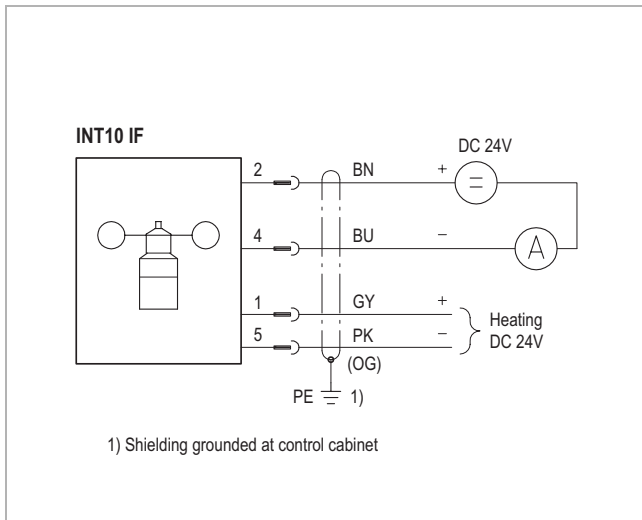 INT10 IF
DC 24V
2 BN + =
4 BU − A
1 GY +
Heating
DC 24V
5 PK −
(OG)
PE 1)
1) Shielding grounded at control cabinet